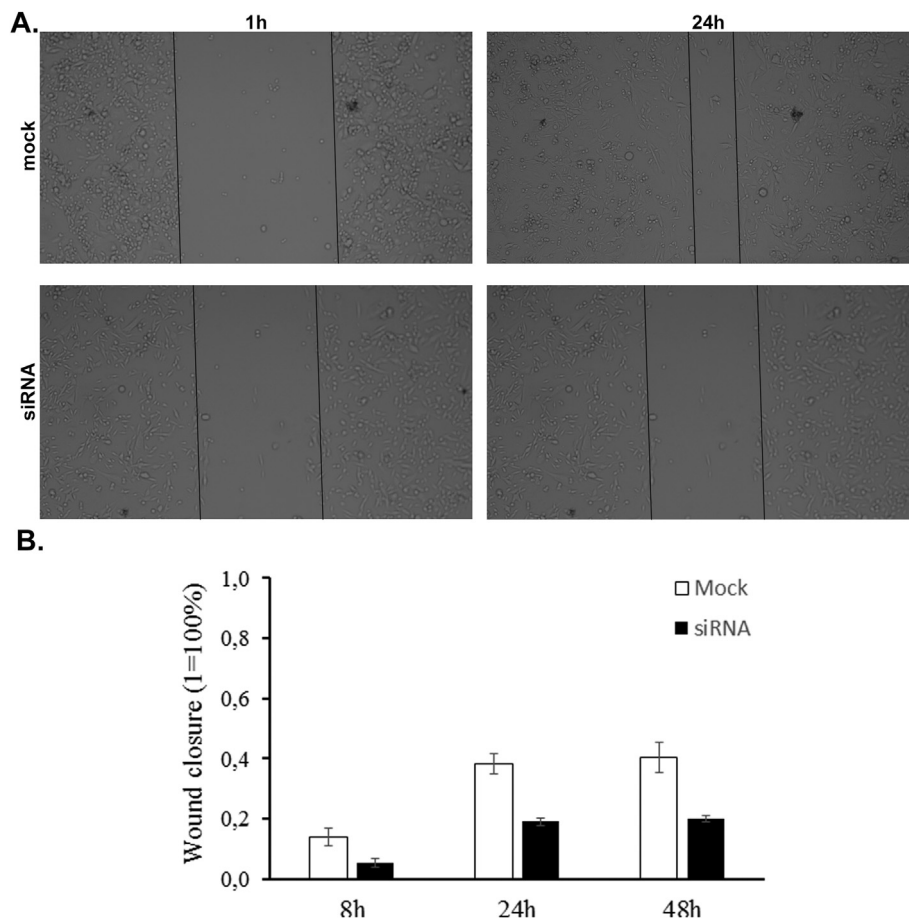 A.
1h
24h
mock
siRNA
B.
Wound closure (1=100%)
1,0
0,8
0,6
0,4
0,2
0,0
Mock
siRNA
8h
24h
48h